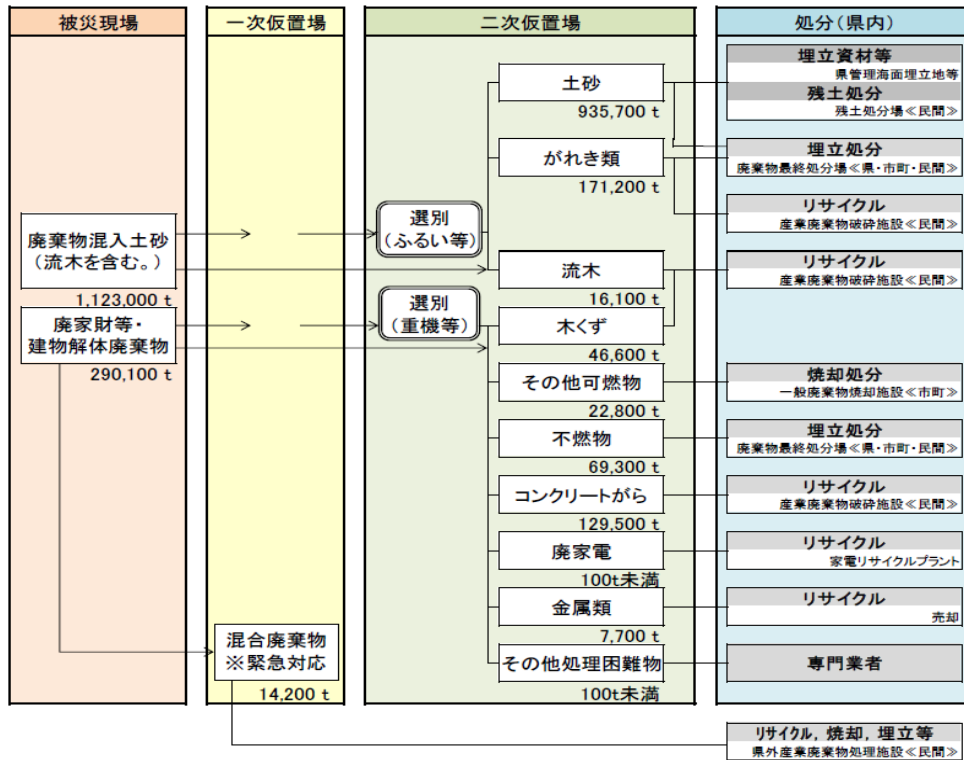 被災現場
一次仮置場
二次仮置場
処分（県内）
廃棄物混入土砂
（流木を含む。）
1,123,000 t
廃家財等・
建物解体廃棄物
290,100 t
混合廃棄物
※緊急対応
14,200 t
選別
（ふるい等）
選別
（重機等）
土砂
935,700 t
がれき類
171,200 t
流木
16,100 t
木くず
46,600 t
その他可燃物
22,800 t
不燃物
69,300 t
コンクリートがら
129,500 t
廃家電
100t未満
金属類
7,700 t
その他処理困難物
100t未満
埋立資材等
県管理海面埋立地等
残土処分
残土処分場≪民間≫
埋立処分
廃棄物最終処分場≪県・市町・民間≫
リサイクル
産業廃棄物破砕施設≪民間≫
リサイクル
産業廃棄物破砕施設≪民間≫
焼却処分
一般廃棄物焼却施設≪市町≫
埋立処分
廃棄物最終処分場≪県・市町・民間≫
リサイクル
産業廃棄物破砕施設≪民間≫
リサイクル
家電リサイクルプラント
リサイクル
売却
専門業者
リサイクル，焼却，埋立等
県外産業廃棄物処理施設≪民間≫